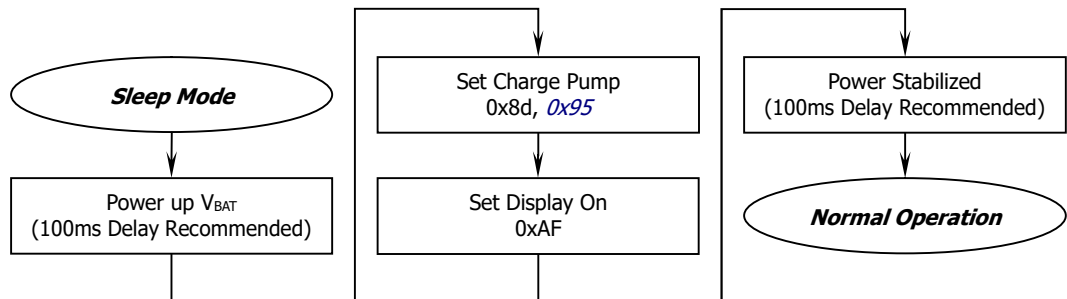 Sleep Mode
Power up VBAT
(100ms Delay Recommended)
Set Charge Pump
0x8d, 0x95
Set Display On
0xAF
Power Stabilized
(100ms Delay Recommended)
Normal Operation